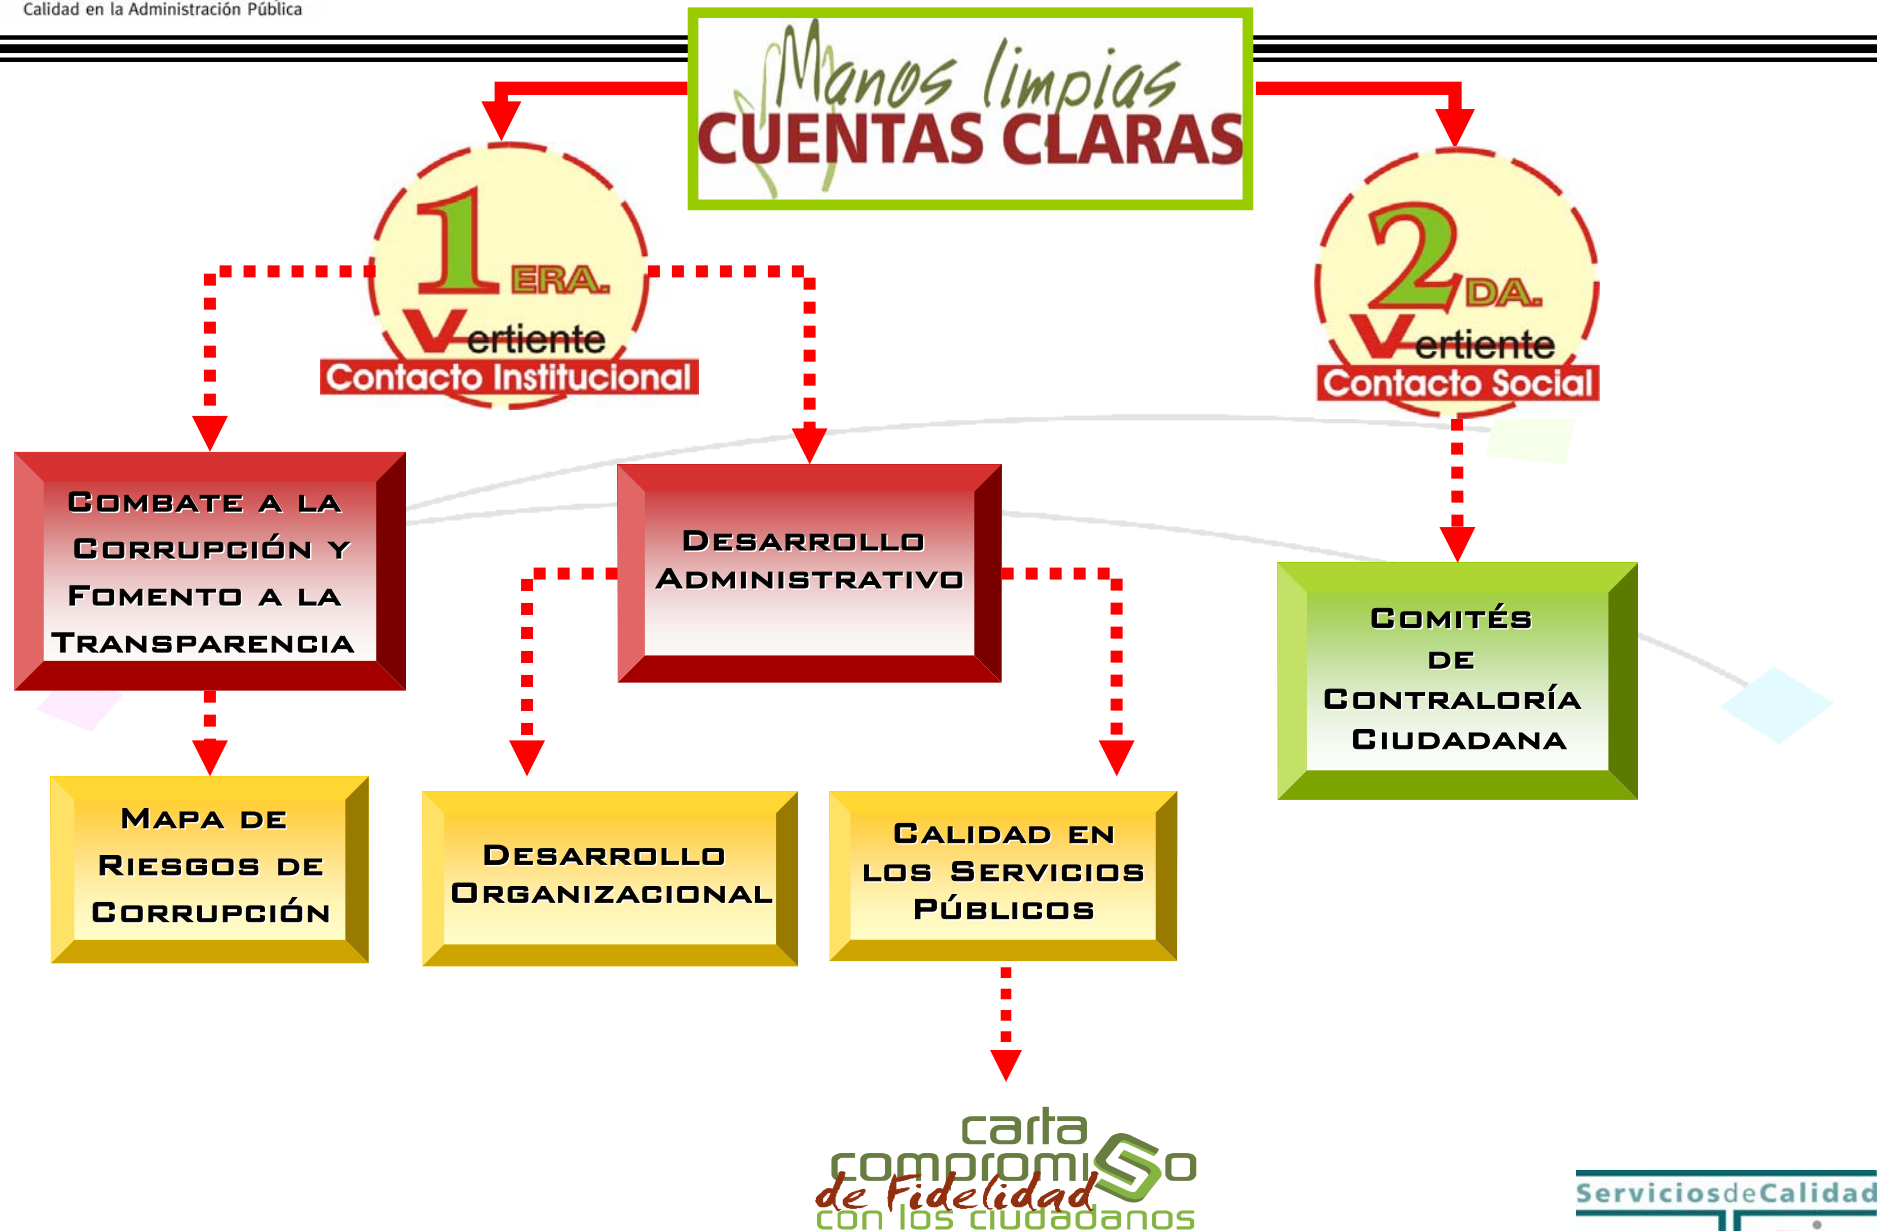 Calidad en la Administración Pública
Manos limpias
CUENTAS CLARAS
1ERA.
Vertiente
Contacto Institucional
2DA.
Vertiente
Contacto Social
COMBATE A LA
CORRUPCIÓN Y
FOMENTO A LA
TRANSPARENCIA
DESARROLLO
ADMINISTRATIVO
COMITÉS
DE
CONTRALORÍA
CIUDADANA
MAPA DE
RIESGOS DE
CORRUPCIÓN
DESARROLLO
ORGANIZACIONAL
CALIDAD EN
LOS SERVICIOS
PÚBLICOS
carta
compromiso
de Fidelidad
con los ciudadanos
ServiciosdeCalidad